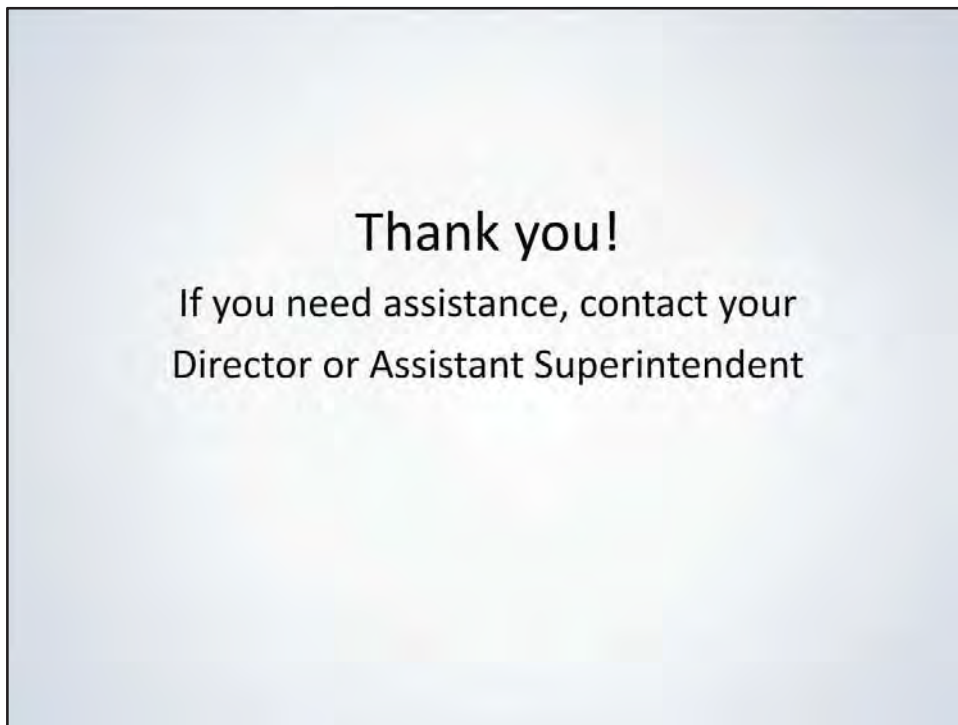 Thank you!
If you need assistance, contact your
Director or Assistant Superintendent